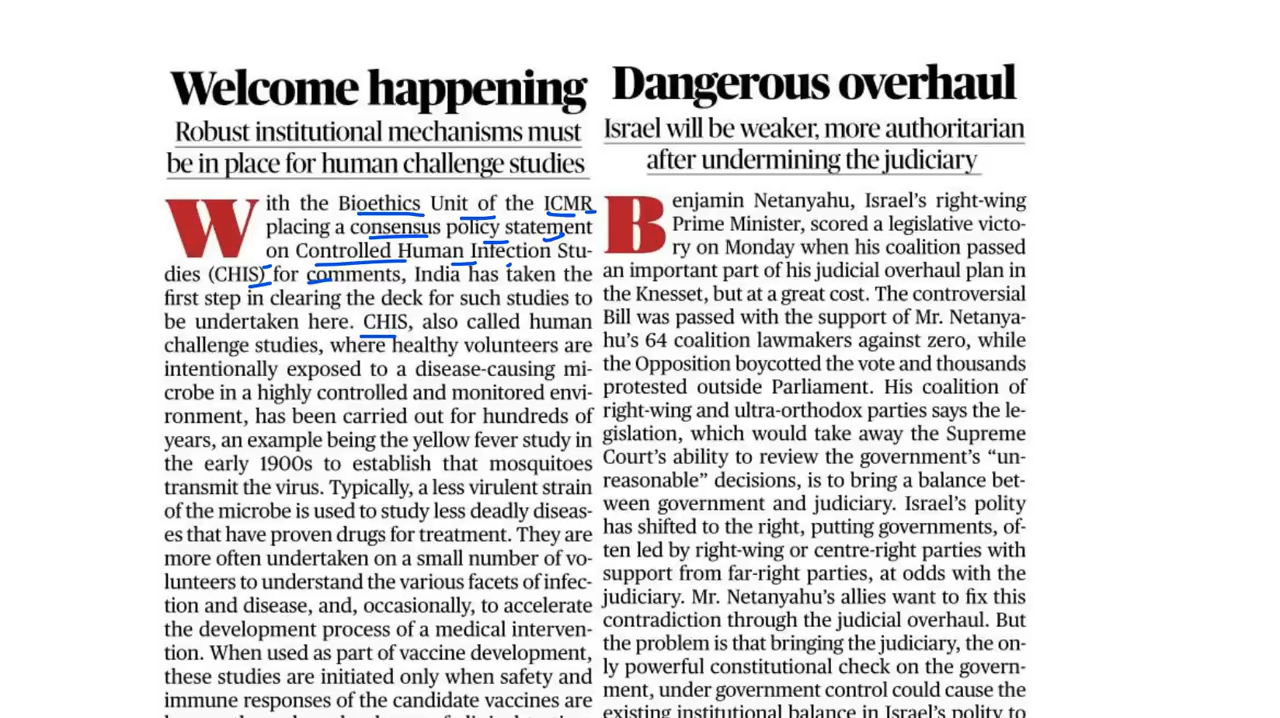 Welcome happening
Robust institutional mechanisms must
be in place for human challenge studies
With the Bioethics Unit of the ICMR
placing a consensus policy statement
on Controlled Human Infection Stu-
dies (CHIS) for comments, India has taken the
first step in clearing the deck for such studies to
be undertaken here. CHIS, also called human
challenge studies, where healthy volunteers are
intentionally exposed to a disease-causing mi-
crobe in a highly controlled and monitored envi-
ronment, has been carried out for hundreds of
years, an example being the yellow fever study in
the early 1900s to establish that mosquitoes
transmit the virus. Typically, a less virulent strain
of the microbe is used to study less deadly diseas-
es that have proven drugs for treatment. They are
more often undertaken on a small number of vo-
lunteers to understand the various facets of infec-
tion and disease, and, occasionally, to accelerate
the development process of a medical interven-
tion. When used as part of vaccine development,
these studies are initiated only when safety and
immune responses of the candidate vaccines are
Dangerous overhaul
Israel will be weaker, more authoritarian
after undermining the judiciary
Benjamin Netanyahu, Israel's right-wing
Prime Minister, scored a legislative victo-
ry on Monday when his coalition passed
an important part of his judicial overhaul plan in
the Knesset, but at a great cost. The controversial
Bill was passed with the support of Mr. Netanya-
hu's 64 coalition lawmakers against zero, while
the Opposition boycotted the vote and thousands
protested outside Parliament. His coalition of
right-wing and ultra-orthodox parties says the le-
gislation, which would take away the Supreme
Court's ability to review the government's "un-
reasonable" decisions, is to bring a balance bet-
ween government and judiciary. Israel's polity
has shifted to the right, putting governments, of-
ten led by right-wing or centre-right parties with
support from far-right parties, at odds with the
judiciary. Mr. Netanyahu's allies want to fix this
contradiction through the judicial overhaul. But
the problem is that bringing the judiciary, the on-
ly powerful constitutional check on the govern-
ment, under government control could cause the
existing institutional balance in Israel's polity to